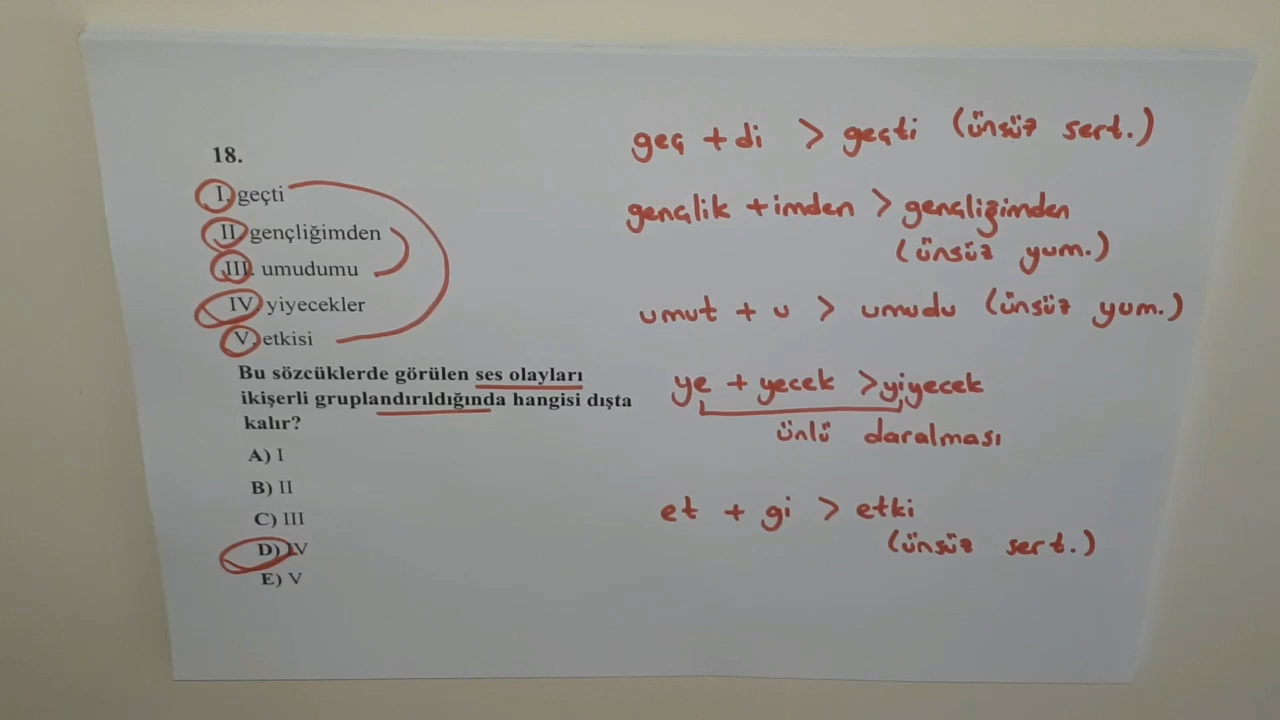 18.
I. geçti
II. gençliğimden
III. umudumu
IV yiyecekler
V. etkisi
Bu sözcüklerde görülen ses olayları
ikişerli gruplandırıldığında hangisi dışta
kalır?
A) I
B) II
C) III
D) IV
E) V
geç + di > geçti (ünsüz sert.)
gençlik + imden > gençliğimden
(ünsüz yum.)
umut + u > umudu (ünsüz yum.)
ye + yecek > yiyecek
ünlü daralması
et + gi > etki
(ünsüz sert.)